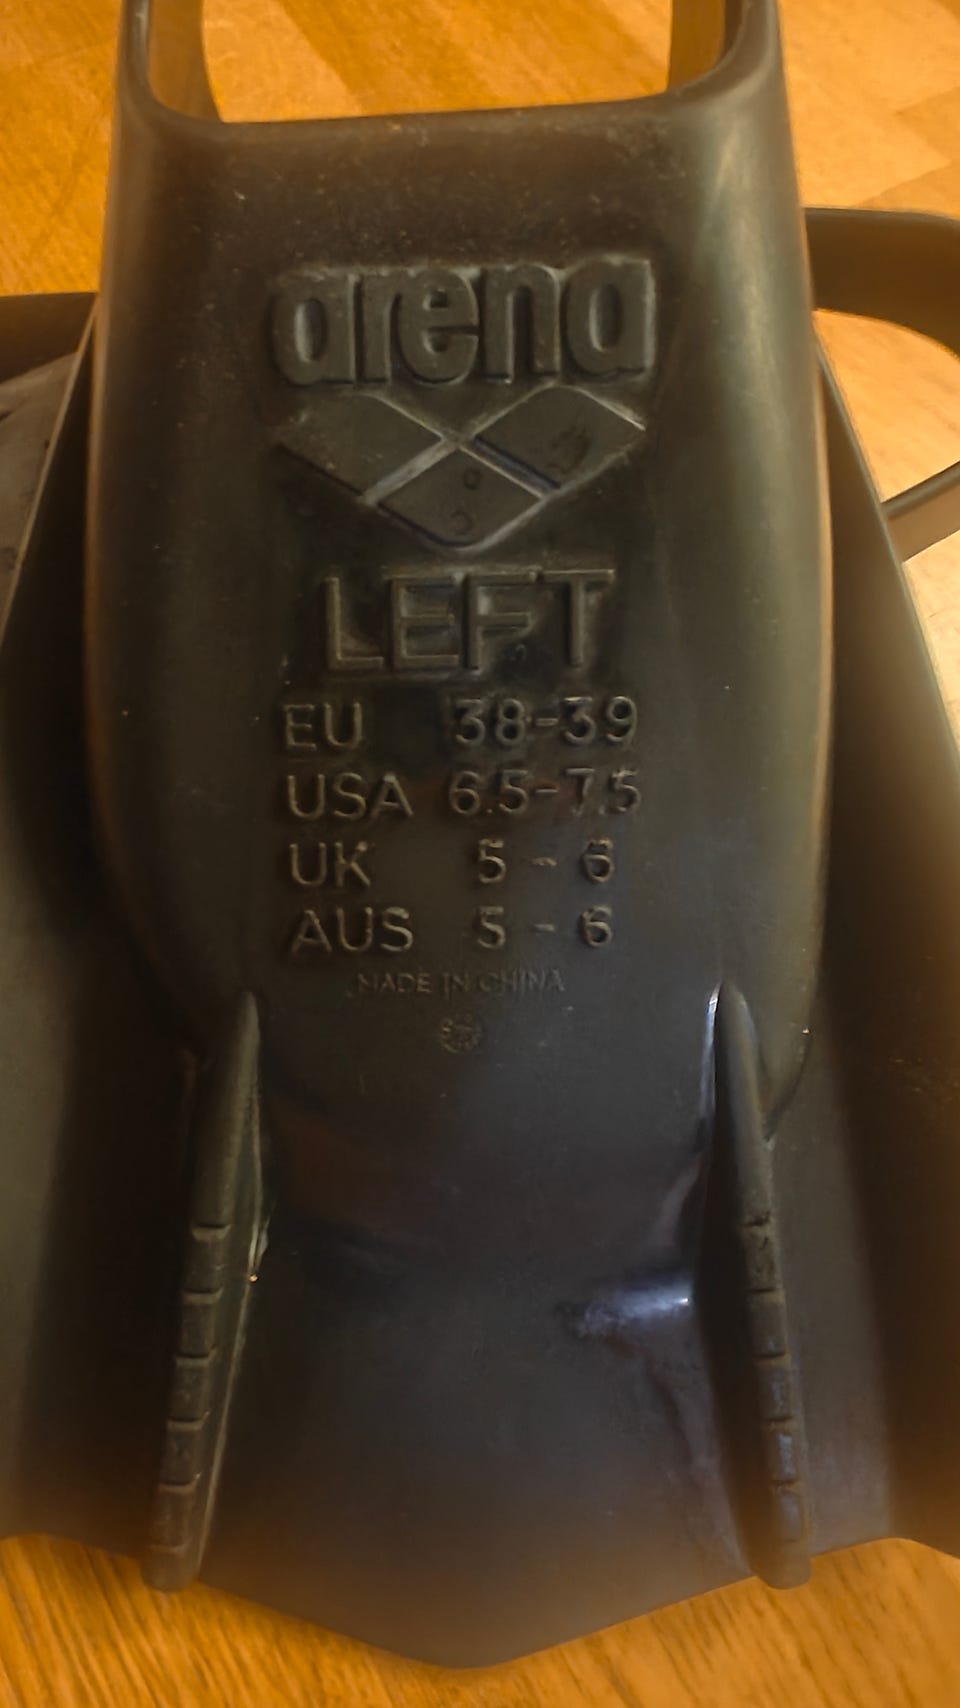 arena
LEFT
EU 38-39
USA 6.5-7.5
UK 5 - 6
AUS 5 - 6
MADE IN CHINA